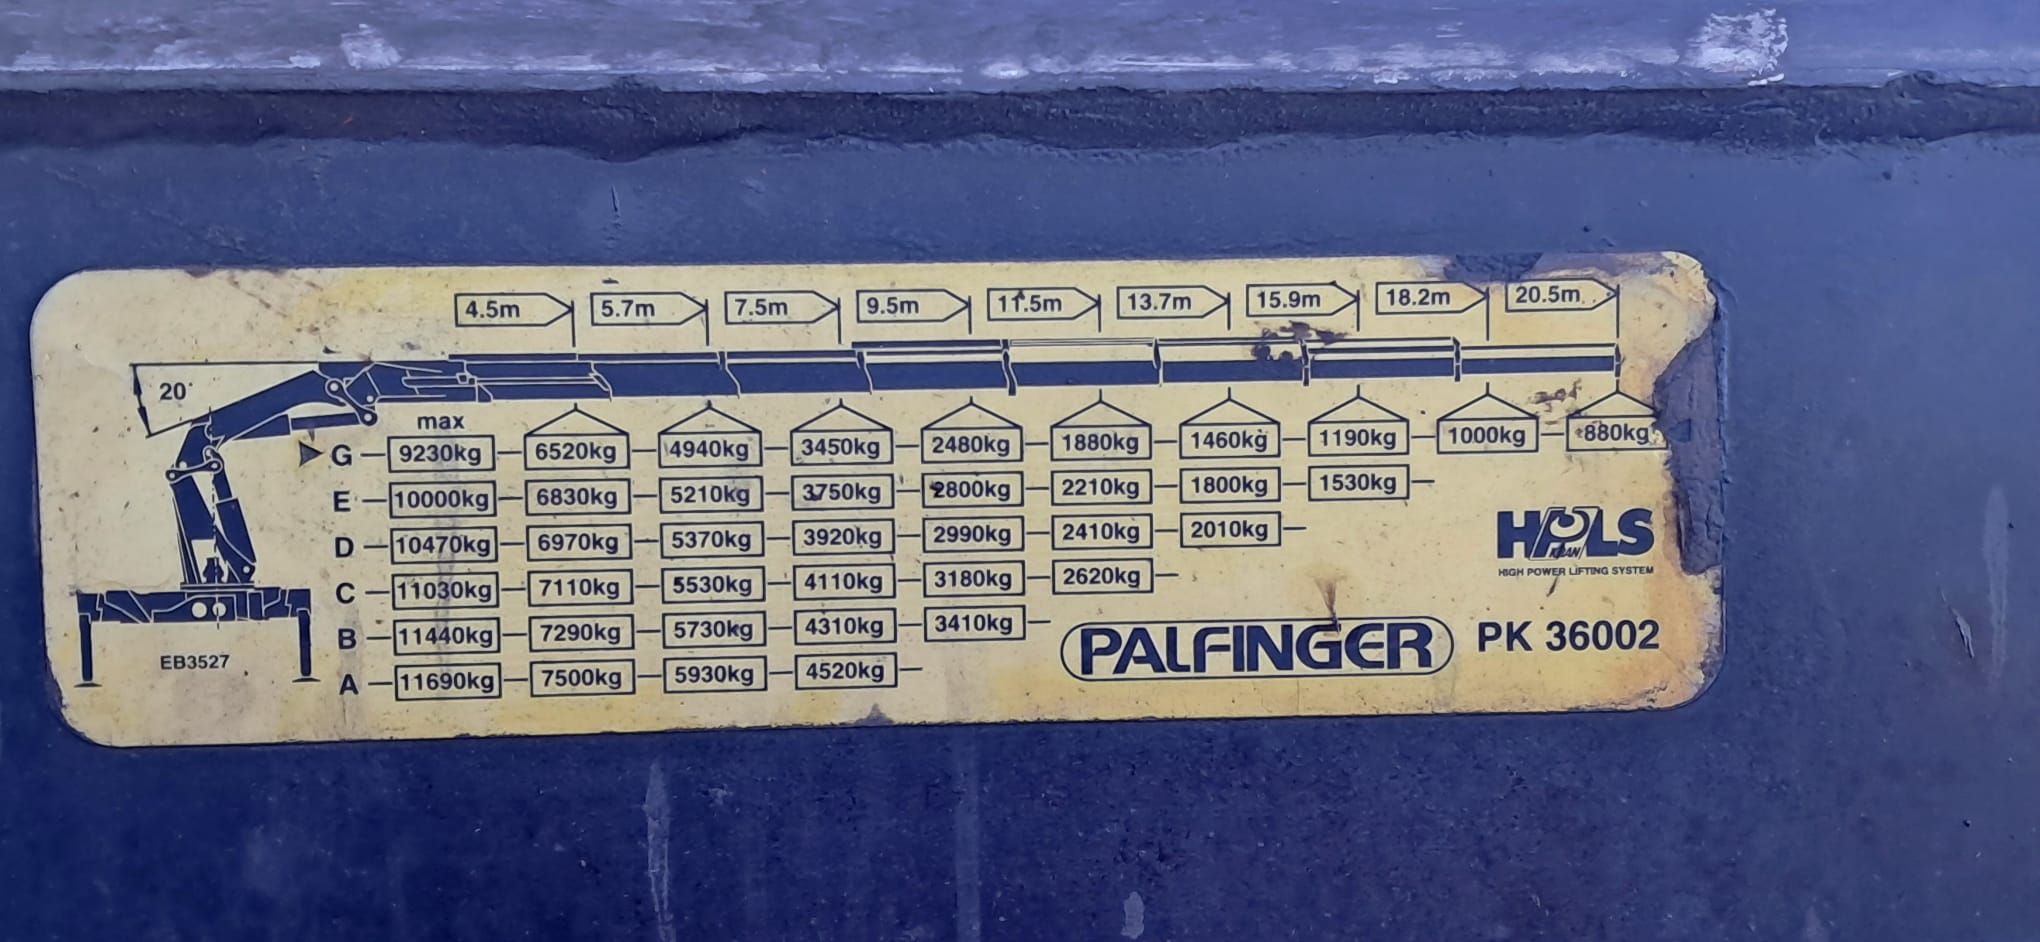 4.5m 5.7m 7.5m 9.5m 11.5m 13.7m 15.9m 18.2m 20.5m
20°
max
G 9230kg 6520kg 4940kg 3450kg 2480kg 1880kg 1460kg 1190kg 1000kg 880kg
E 10000kg 6830kg 5210kg 3750kg 2800kg 2210kg 1800kg 1530kg
D 10470kg 6970kg 5370kg 3920kg 2990kg 2410kg 2010kg
C 11030kg 7110kg 5530kg 4110kg 3180kg 2620kg
B 11440kg 7290kg 5730kg 4310kg 3410kg
A 11690kg 7500kg 5930kg 4520kg
EB3527
HPLS
KRAN
HIGH POWER LIFTING SYSTEM
PALFINGER PK 36002